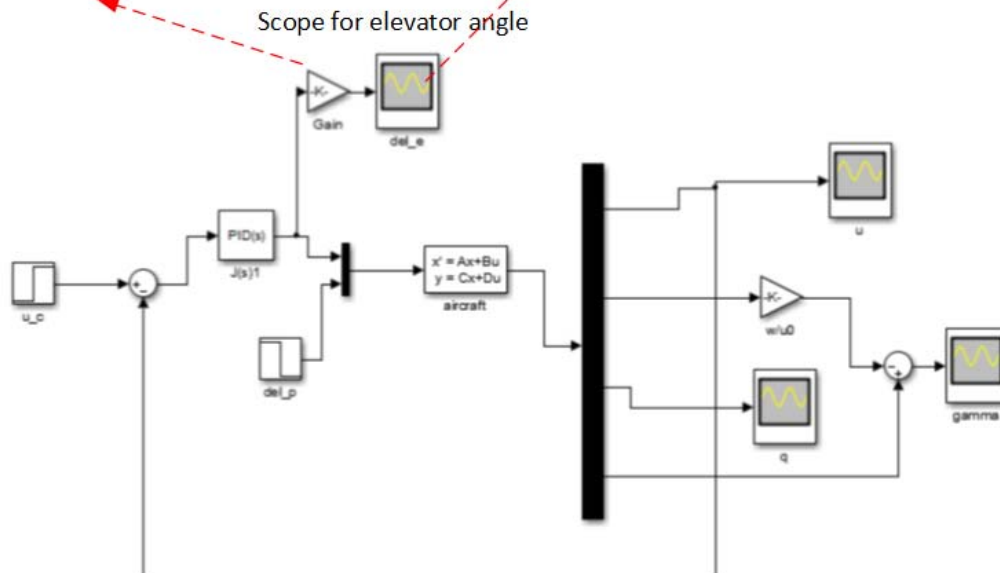 Scope for elevator angle
-K-
Gain
del_e
PID(s)
J(s)1
u_c
del_p
x' = Ax+Bu
y = Cx+Du
aircraft
u
-K-
w/u0
q
gamma